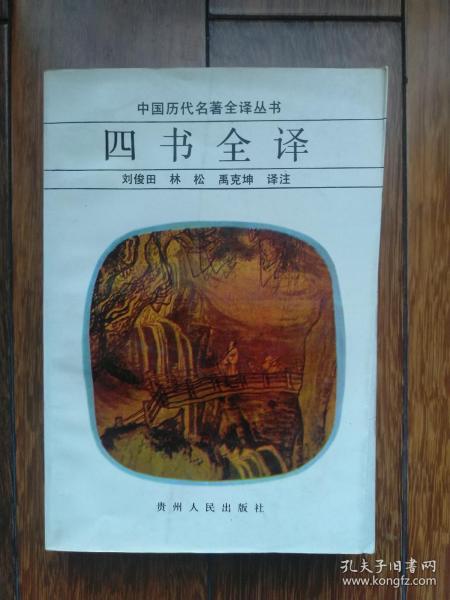 中国历代名著全译丛书
四书全译
刘俊田 林松 禹克坤 译注
贵州人民出版社
孔夫子旧书网
www.kongfz.com